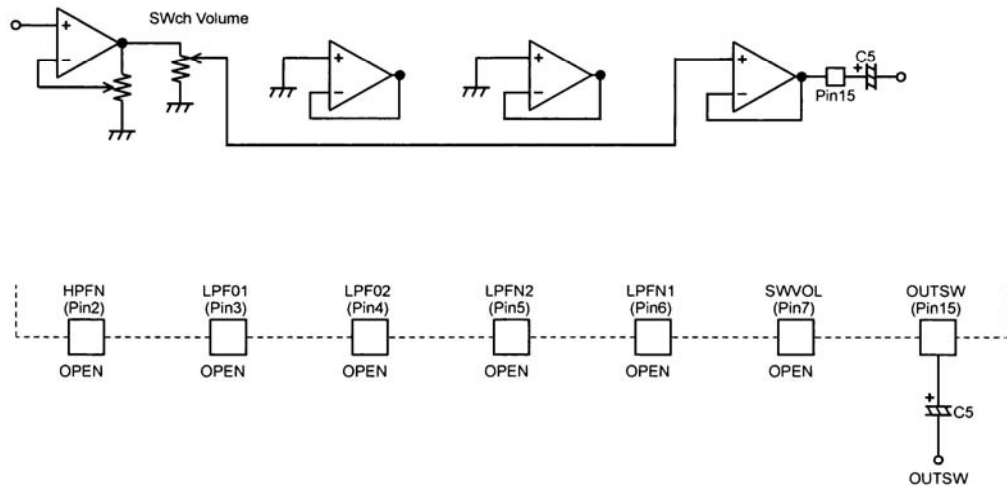 SWch Volume
C5
+
−
+
−
+
−
+
−
+
Pin15
HPFN
(Pin2)
LPF01
(Pin3)
LPF02
(Pin4)
LPFN2
(Pin5)
LPFN1
(Pin6)
SWVOL
(Pin7)
OUTSW
(Pin15)
OPEN
OPEN
OPEN
OPEN
OPEN
OPEN
+
C5
OUTSW